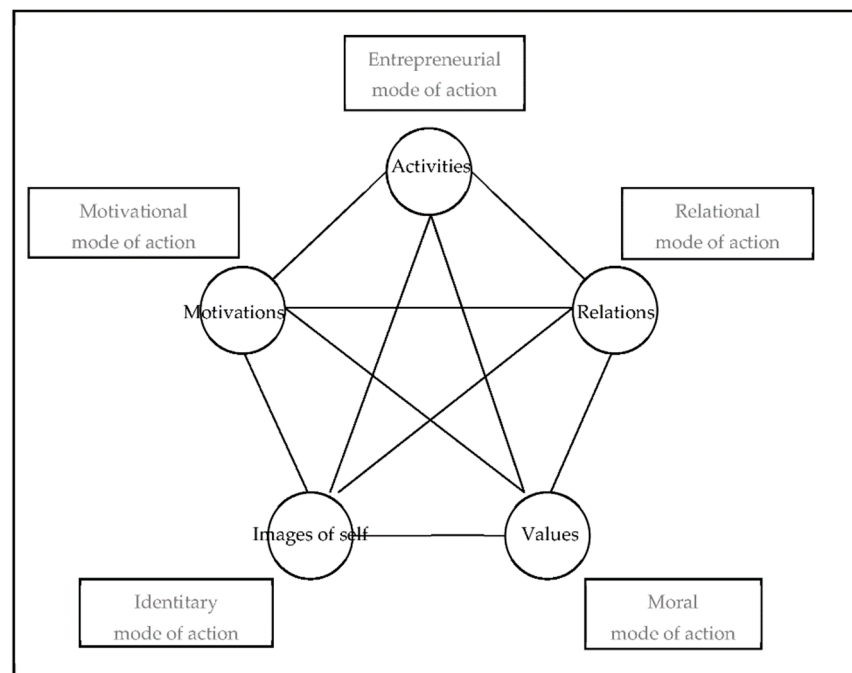 Entrepreneurial
mode of action
Activities
Motivational
mode of action
Relational
mode of action
Motivations
Relations
Images of self
Values
Identitary
mode of action
Moral
mode of action